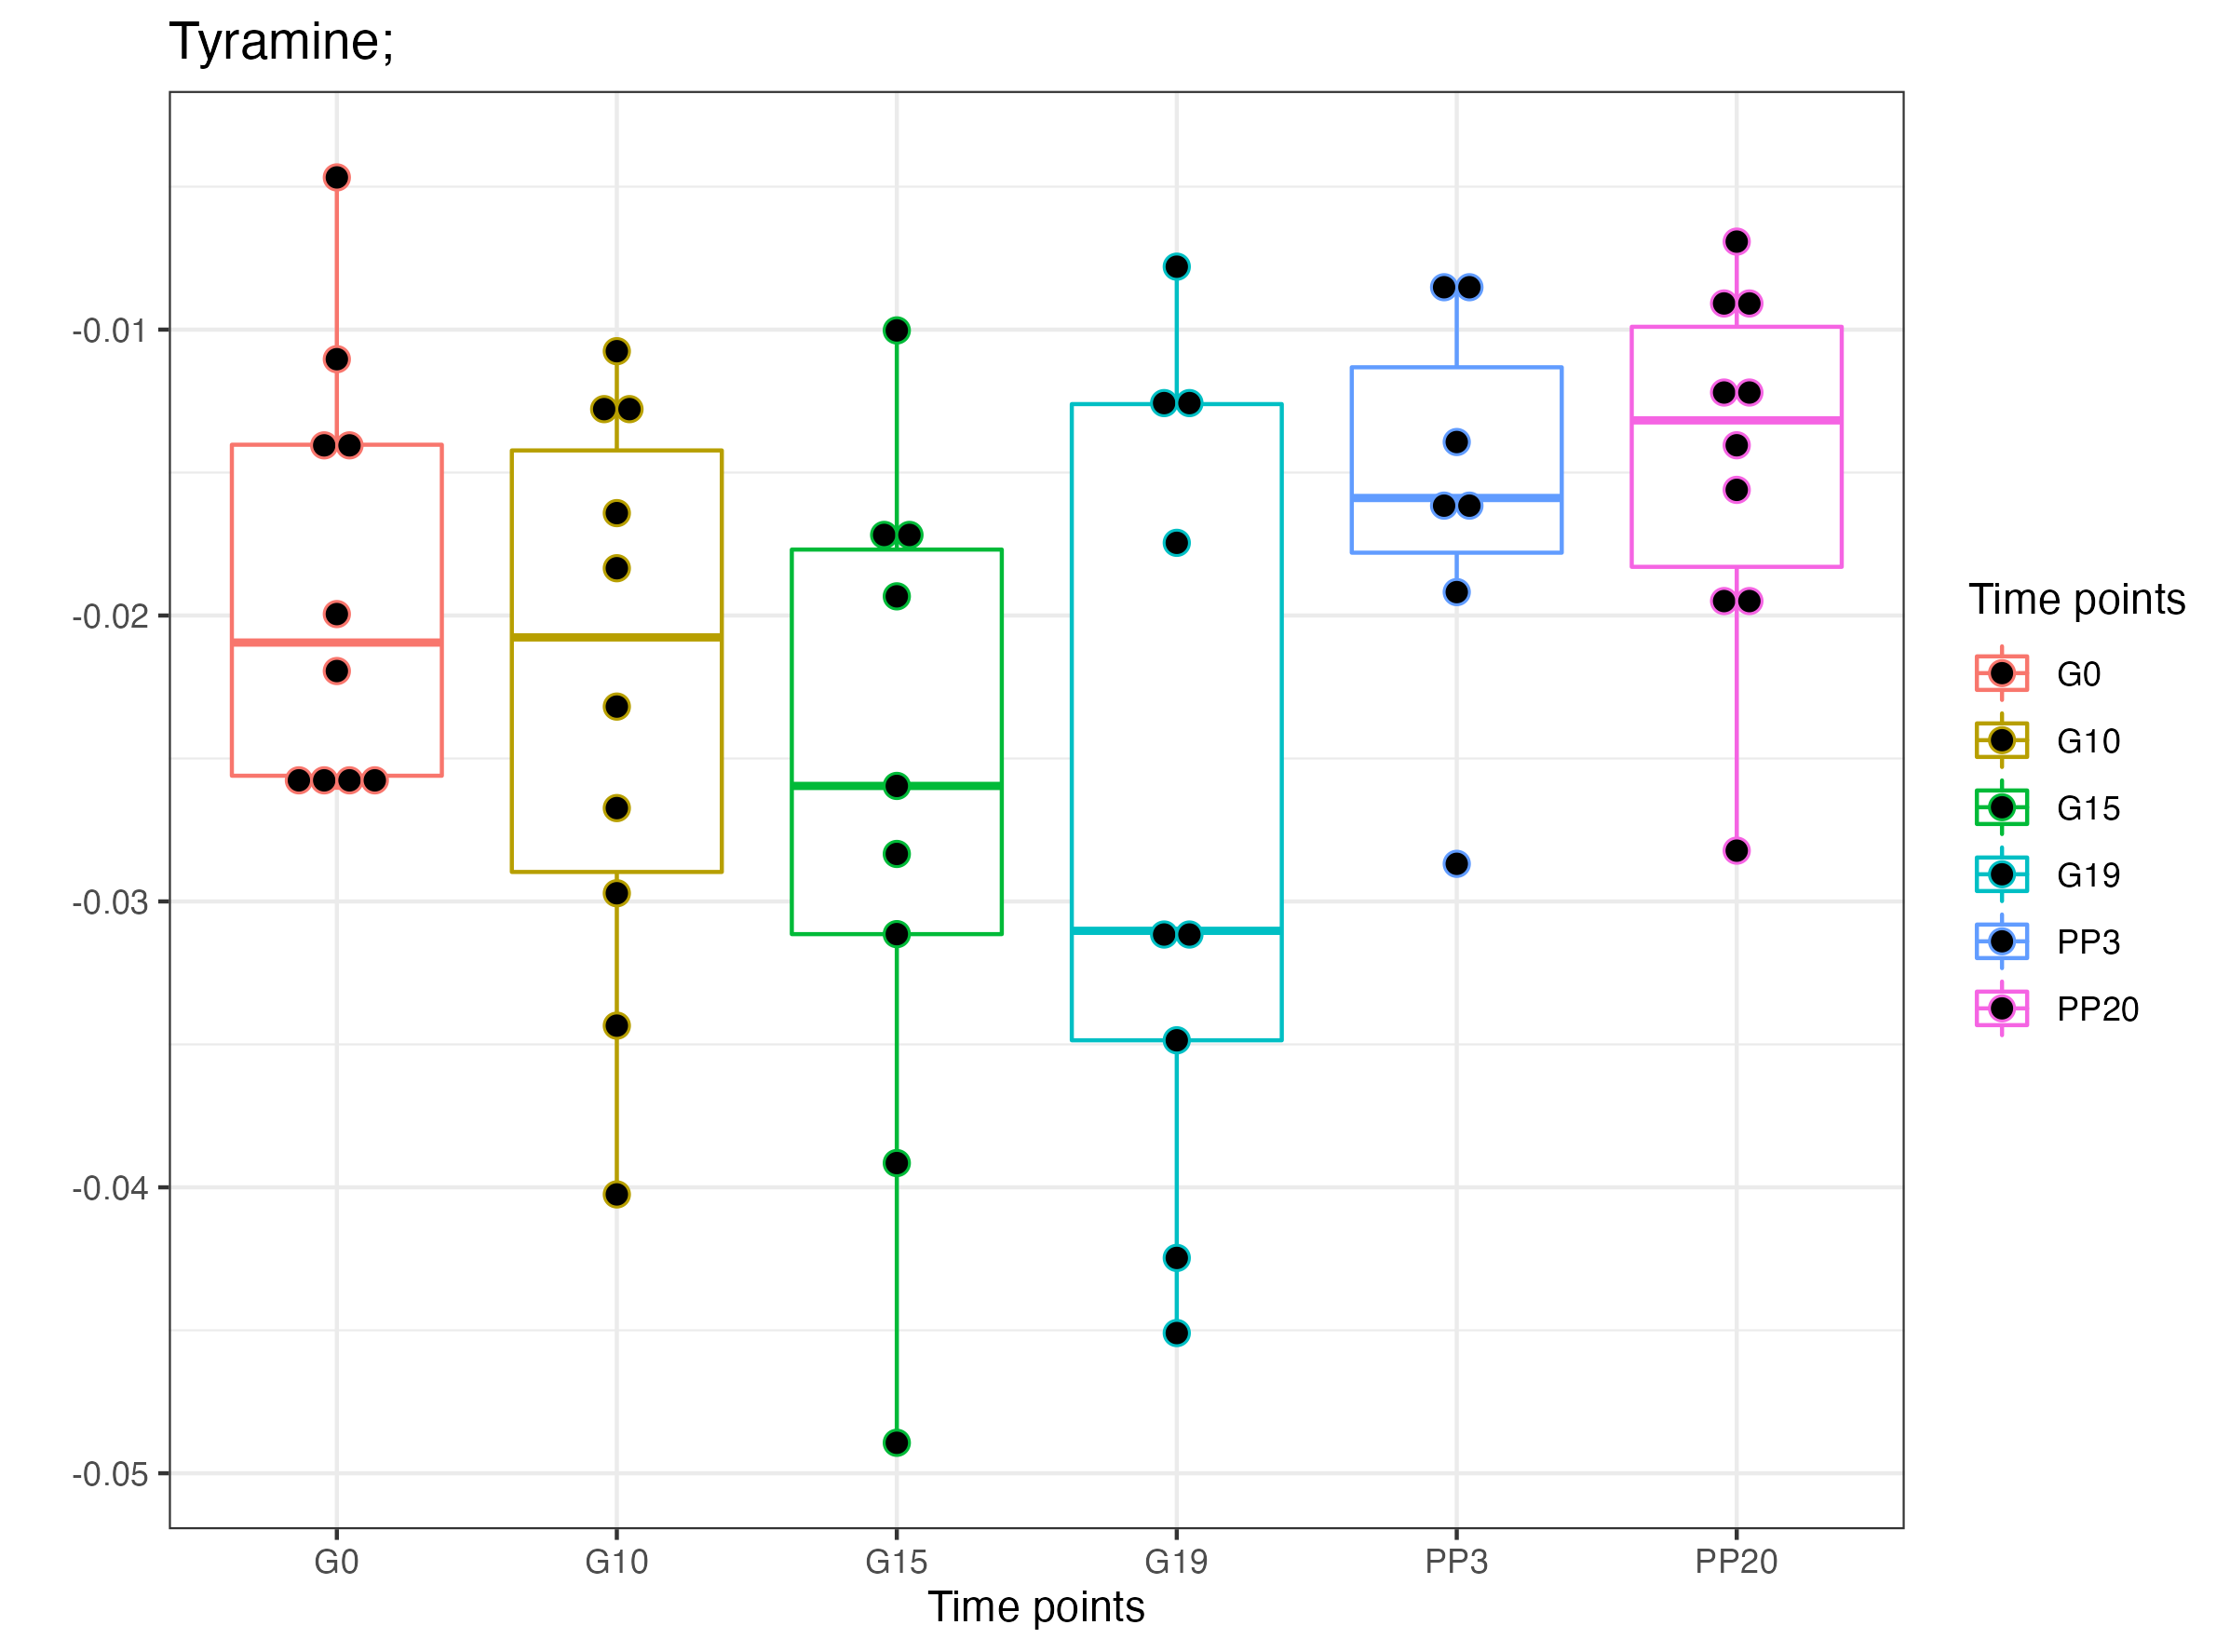 Tyramine;
-0.01
-0.02
-0.03
-0.04
-0.05
G0 G10 G15 G19 PP3 PP20
Time points
Time points
G0
G10
G15
G19
PP3
PP20